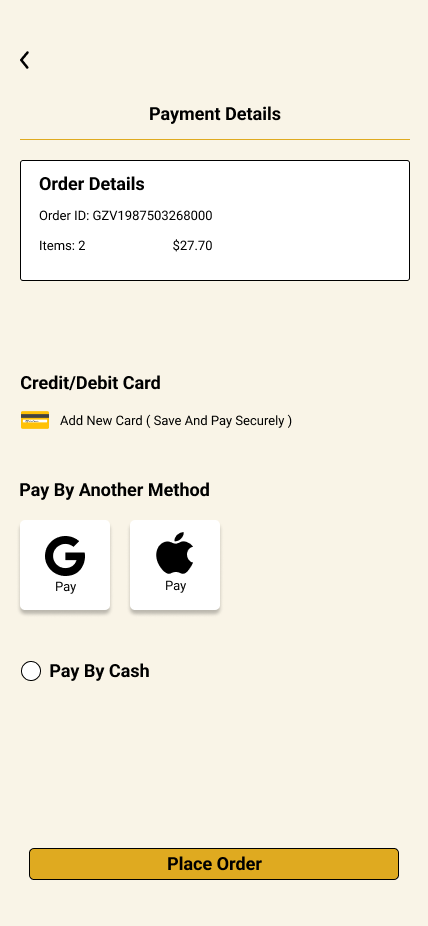 Payment Details
Order Details
Order ID: GZV1987503268000
Items: 2 $27.70
Credit/Debit Card
Add New Card ( Save And Pay Securely )
Pay By Another Method
Pay Pay
Pay By Cash
Place Order